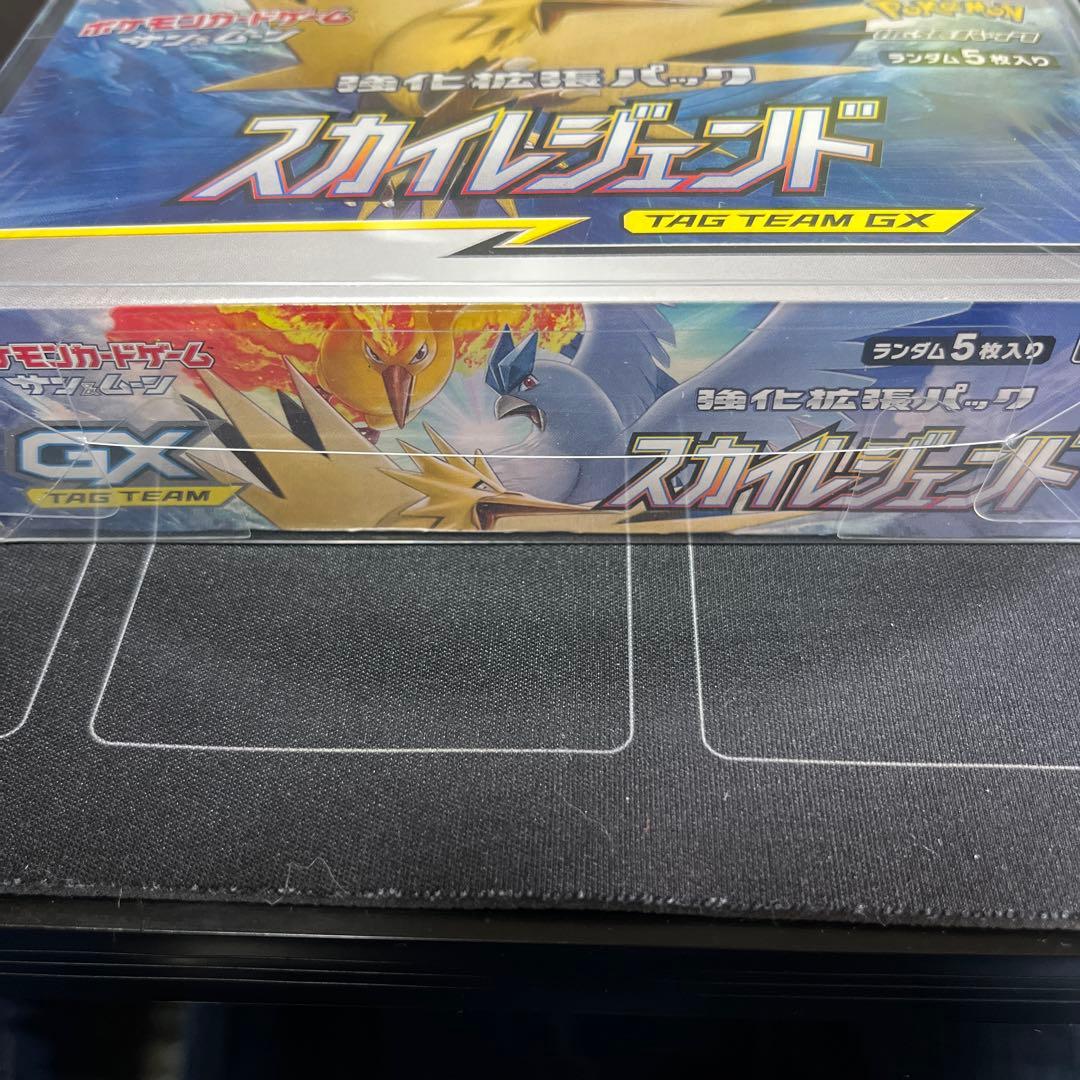 ポケモンカードゲーム
サン&ムーン
Pokémon
ランダム5枚入り
強化拡張パック
スカイレジェンド
TAG TEAM GX
ケモンカードゲーム
サン&ムーン
GX
TAG TEAM
ランダム5枚入り
強化拡張パック
スカイレジェンド